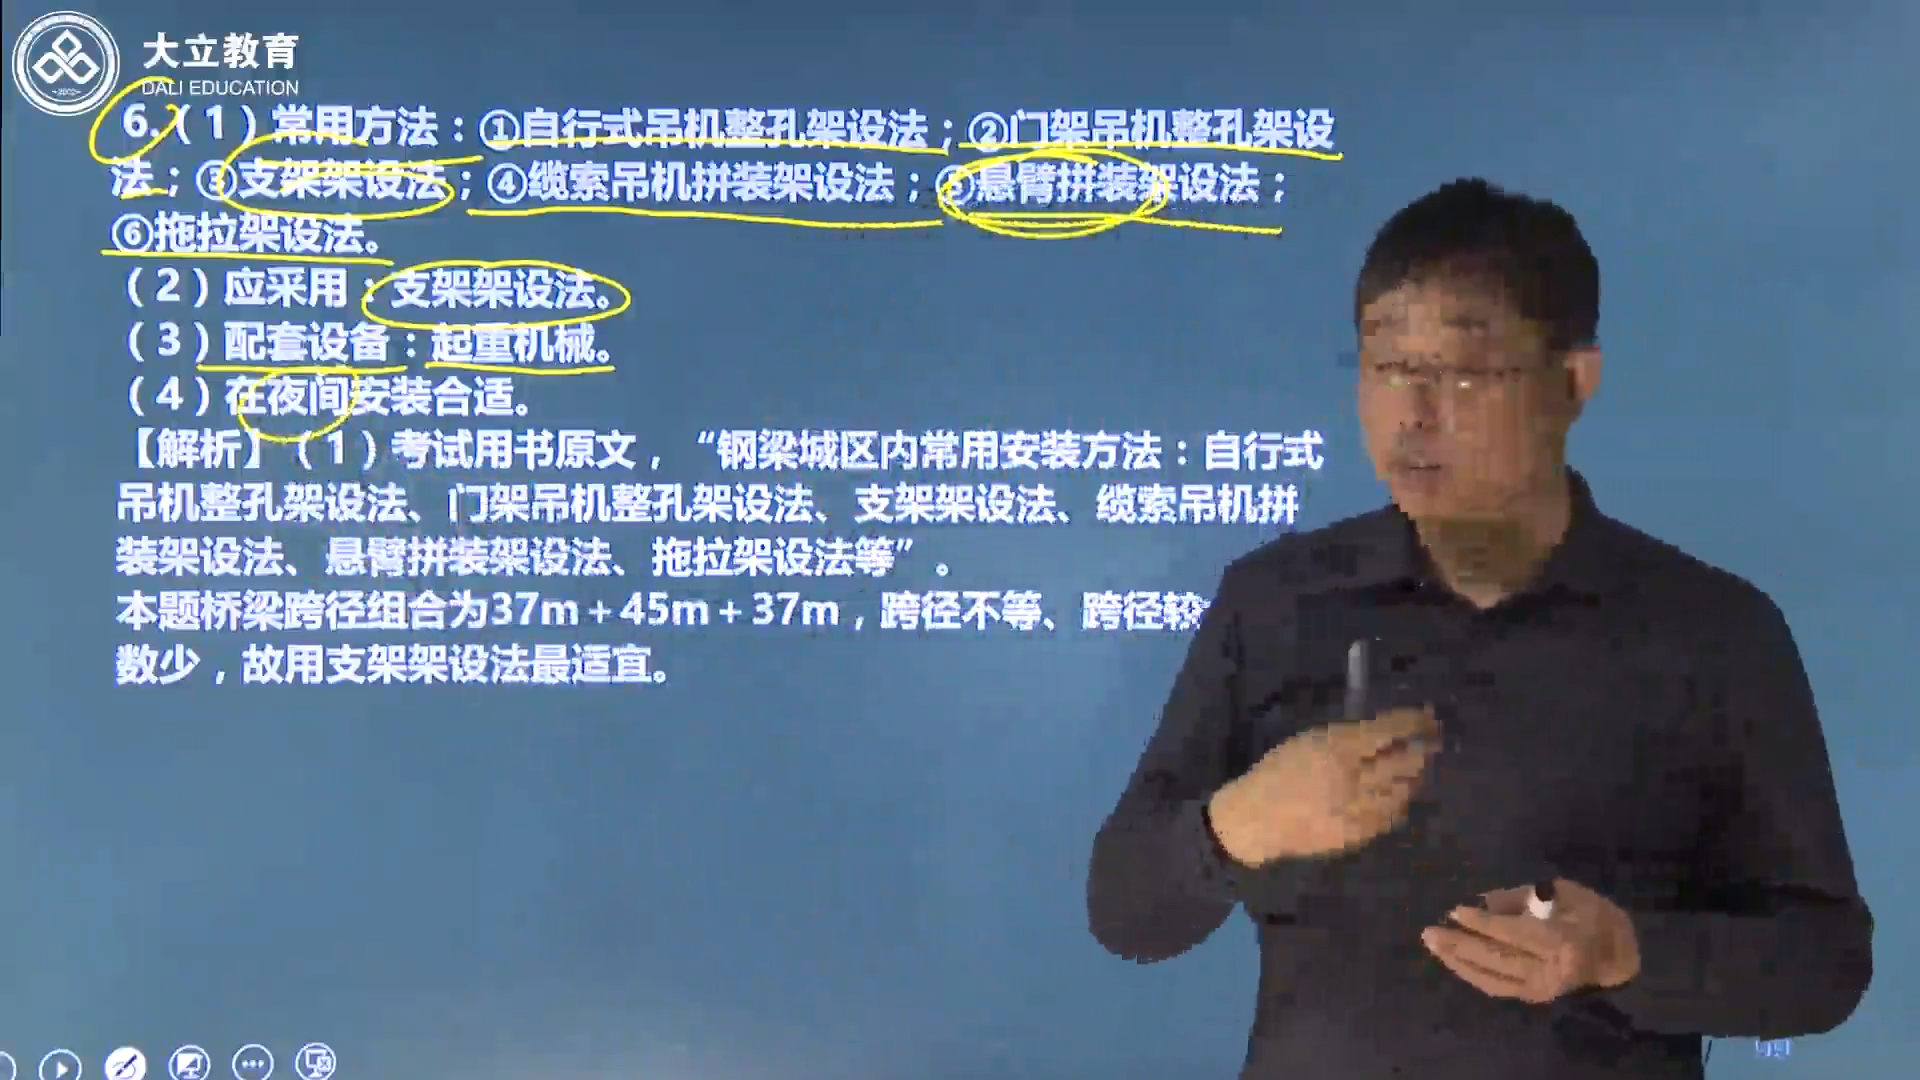 大立教育
DALI EDUCATION
6.（1）常用方法：①自行式吊机整孔架设法；②门架吊机整孔架设
法；③支架架设法；④缆索吊机拼装架设法；⑤悬臂拼装架设法；
⑥拖拉架设法。
（2）应采用：支架架设法。
（3）配套设备：起重机械。
（4）在夜间安装合适。
【解析】（1）考试用书原文，“钢梁城区内常用安装方法：自行式
吊机整孔架设法、门架吊机整孔架设法、支架架设法、缆索吊机拼
装架设法、悬臂拼装架设法、拖拉架设法等”。
本题桥梁跨径组合为37m＋45m＋37m，跨径不等、跨径较
数少，故用支架架设法最适宜。